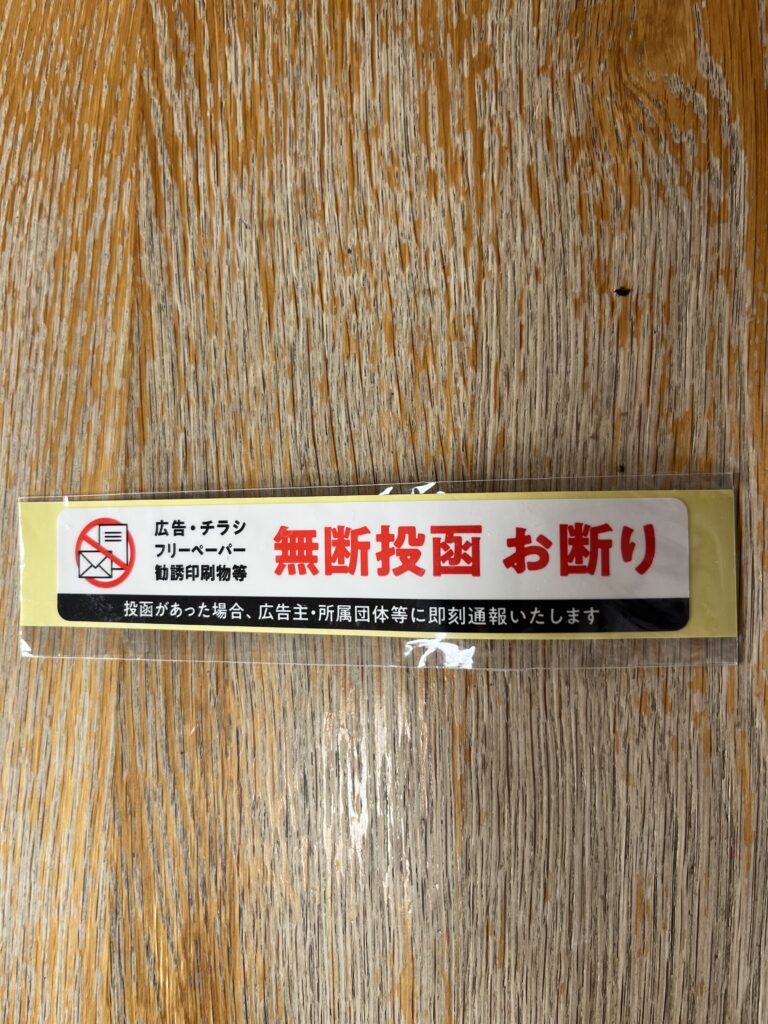 広告・チラシ
フリーペーパー
勧誘印刷物等
無断投函 お断り
投函があった場合、広告主・所属団体等に即刻通報いたします